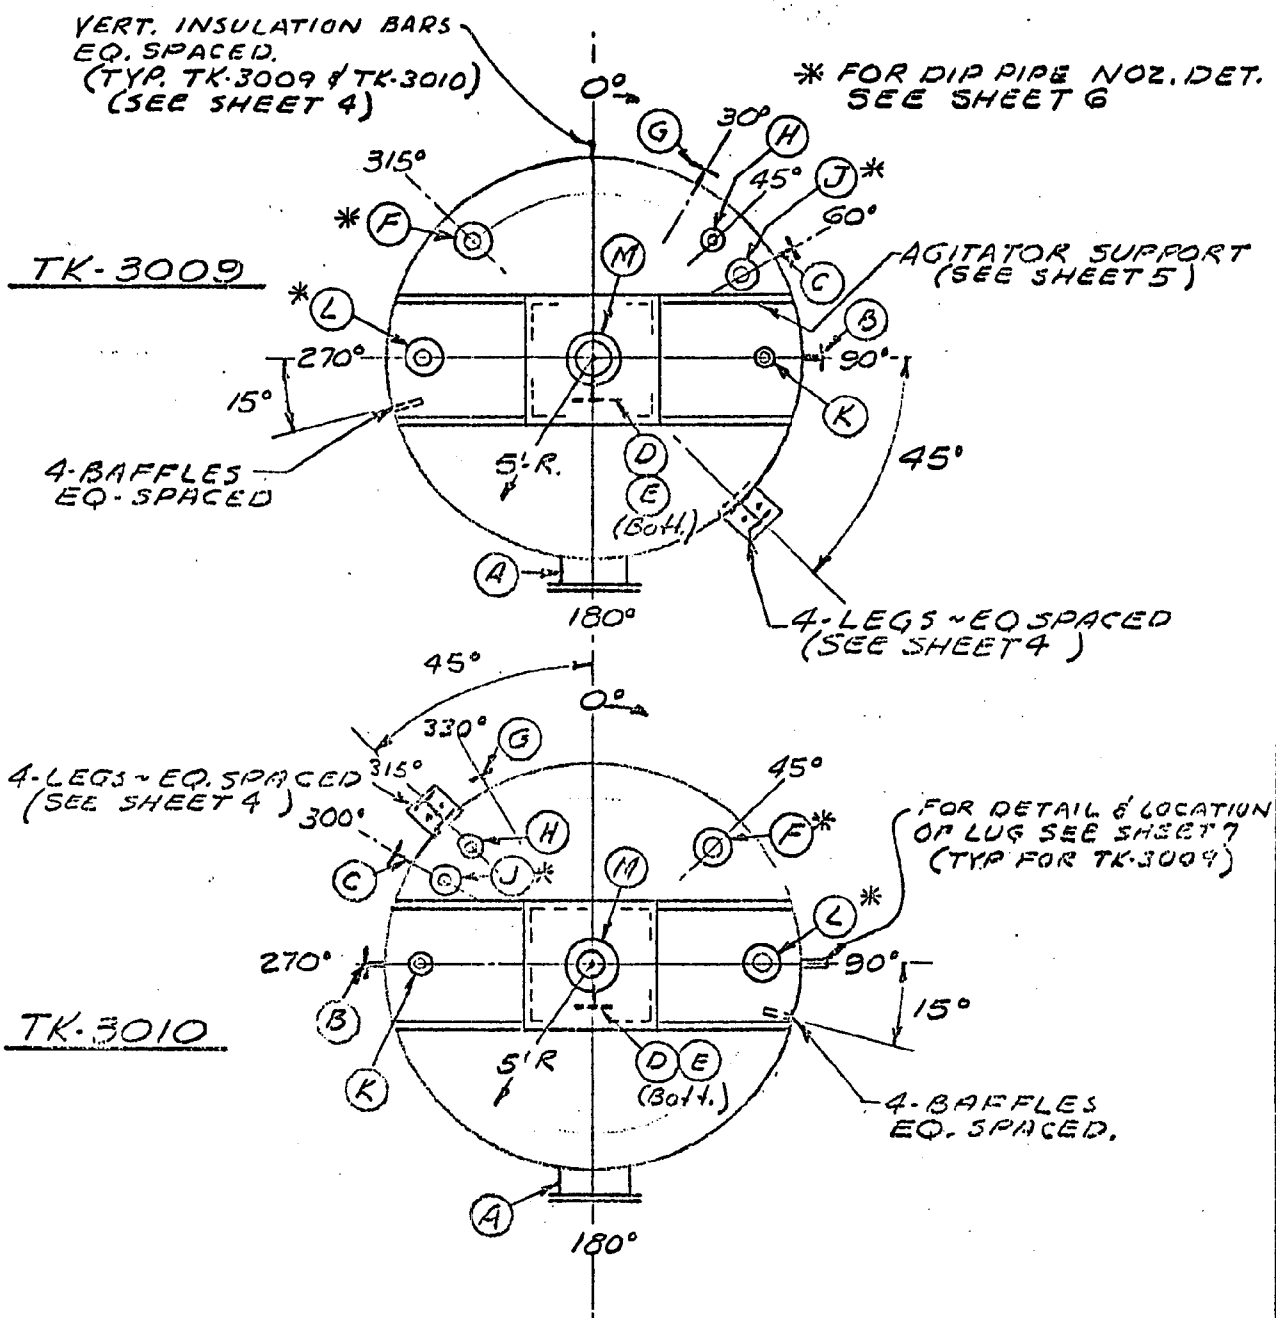 VERT. INSULATION BARS
EQ. SPACED.
(TYP. TK-3009 & TK-3010)
(SEE SHEET 4)
0°
* FOR DIP PIPE NOZ. DET.
SEE SHEET 6
G
30°
H
315°
45°
J *
* F
60°
TK-3009
M
C
AGITATOR SUPPORT
(SEE SHEET 5)
* L
B
270°
90°
15°
K
4-BAFFLES
EQ-SPACED
5'-R.
D
E
(Bott.)
45°
A
180°
4-LEGS ~ EQ SPACED
(SEE SHEET 4)
45°
0°
330°
G
4-LEGS ~ EQ. SPACED
(SEE SHEET 4)
315°
45°
300°
H
F *
FOR DETAIL & LOCATION
OF LUG SEE SHEET 7
(TYP FOR TK-3009)
C
J *
M
L *
270°
90°
B
15°
TK-3010
K
5' R
D E
(Bott.)
4-BAFFLES
EQ. SPACED.
A
180°